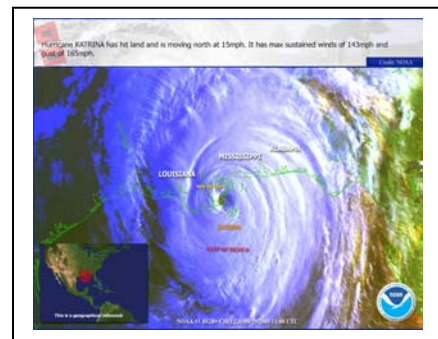 Hurricane KATRINA has hit land and is moving north at 15mph. It has max sustained winds of 143mph and
gust of 165mph.
Credit: NOAA
ALABAMA
MISSISSIPPI
LOUISIANA
GULF OF MEXICO
This is a geographical reference
NOAA